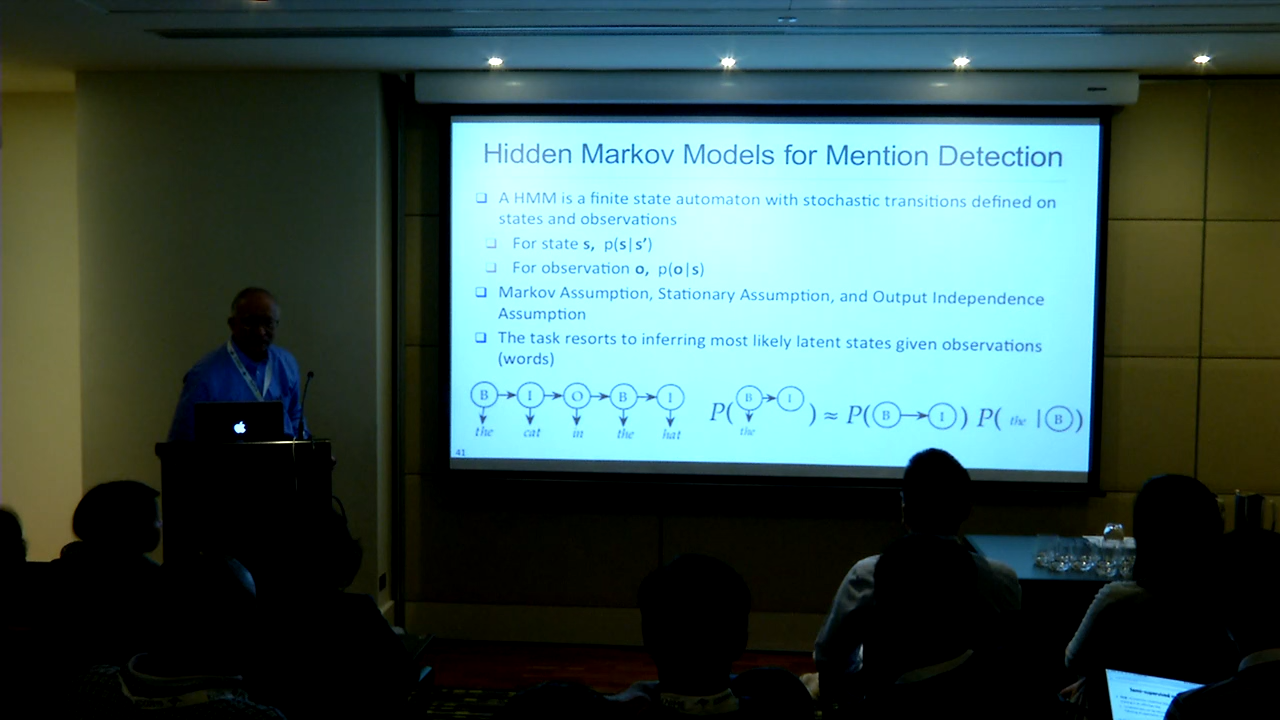 Hidden Markov Models for Mention Detection
A HMM is a finite state automaton with stochastic transitions defined on
states and observations
For state s, p(s|s')
For observation o, p(o|s)
Markov Assumption, Stationary Assumption, and Output Independence
Assumption
The task resorts to inferring most likely latent states given observations
(words)
B I O B I
the cat in the hat
P( B I the ) ≈ P( B I ) P( the | B )
41